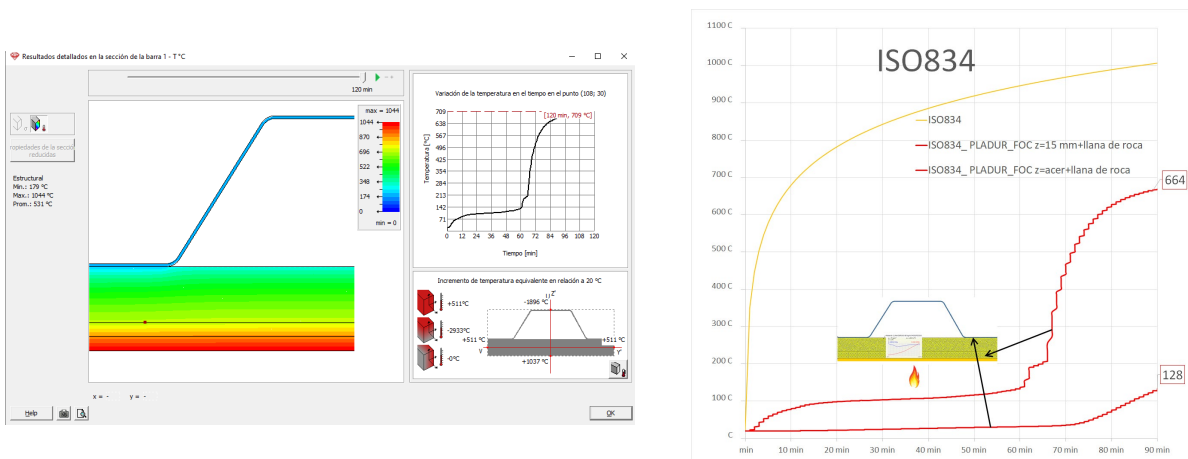 Resultados detallados en la sección de la barra 1 - T °C
120 min
ropiedades de la secció
reducidas
Estructural
Mín.: 179 °C
Max.: 1044 °C
Prom.: 531 °C
max = 1044
1044
870
696
522
348
174
0
min = 0
Variación de la temperatura en el tiempo en el punto (108; 30)
[120 min, 709 °C]
Temperatura [°C]
709
638
567
496
425
354
284
213
142
71
0 12 24 36 48 60 72 84 96 108 120
Tiempo [min]
Incremento de temperatura equivalente en relación a 20 °C
+511°C
-2933°C
-0°C
-1896 °C
Z'
+511 °C
+511°C
Y
Y'
+1037 °C
x = - y = -
Help
OK
ISO834
1100 C
1000 C
900 C
800 C
700 C
600 C
500 C
400 C
300 C
200 C
100 C
C
ISO834
ISO834_PLADUR_FOC z=15 mm+llana de roca
ISO834_ PLADUR_FOC z=acer+llana de roca
664
128
min 10 min 20 min 30 min 40 min 50 min 60 min 70 min 80 min 90 min